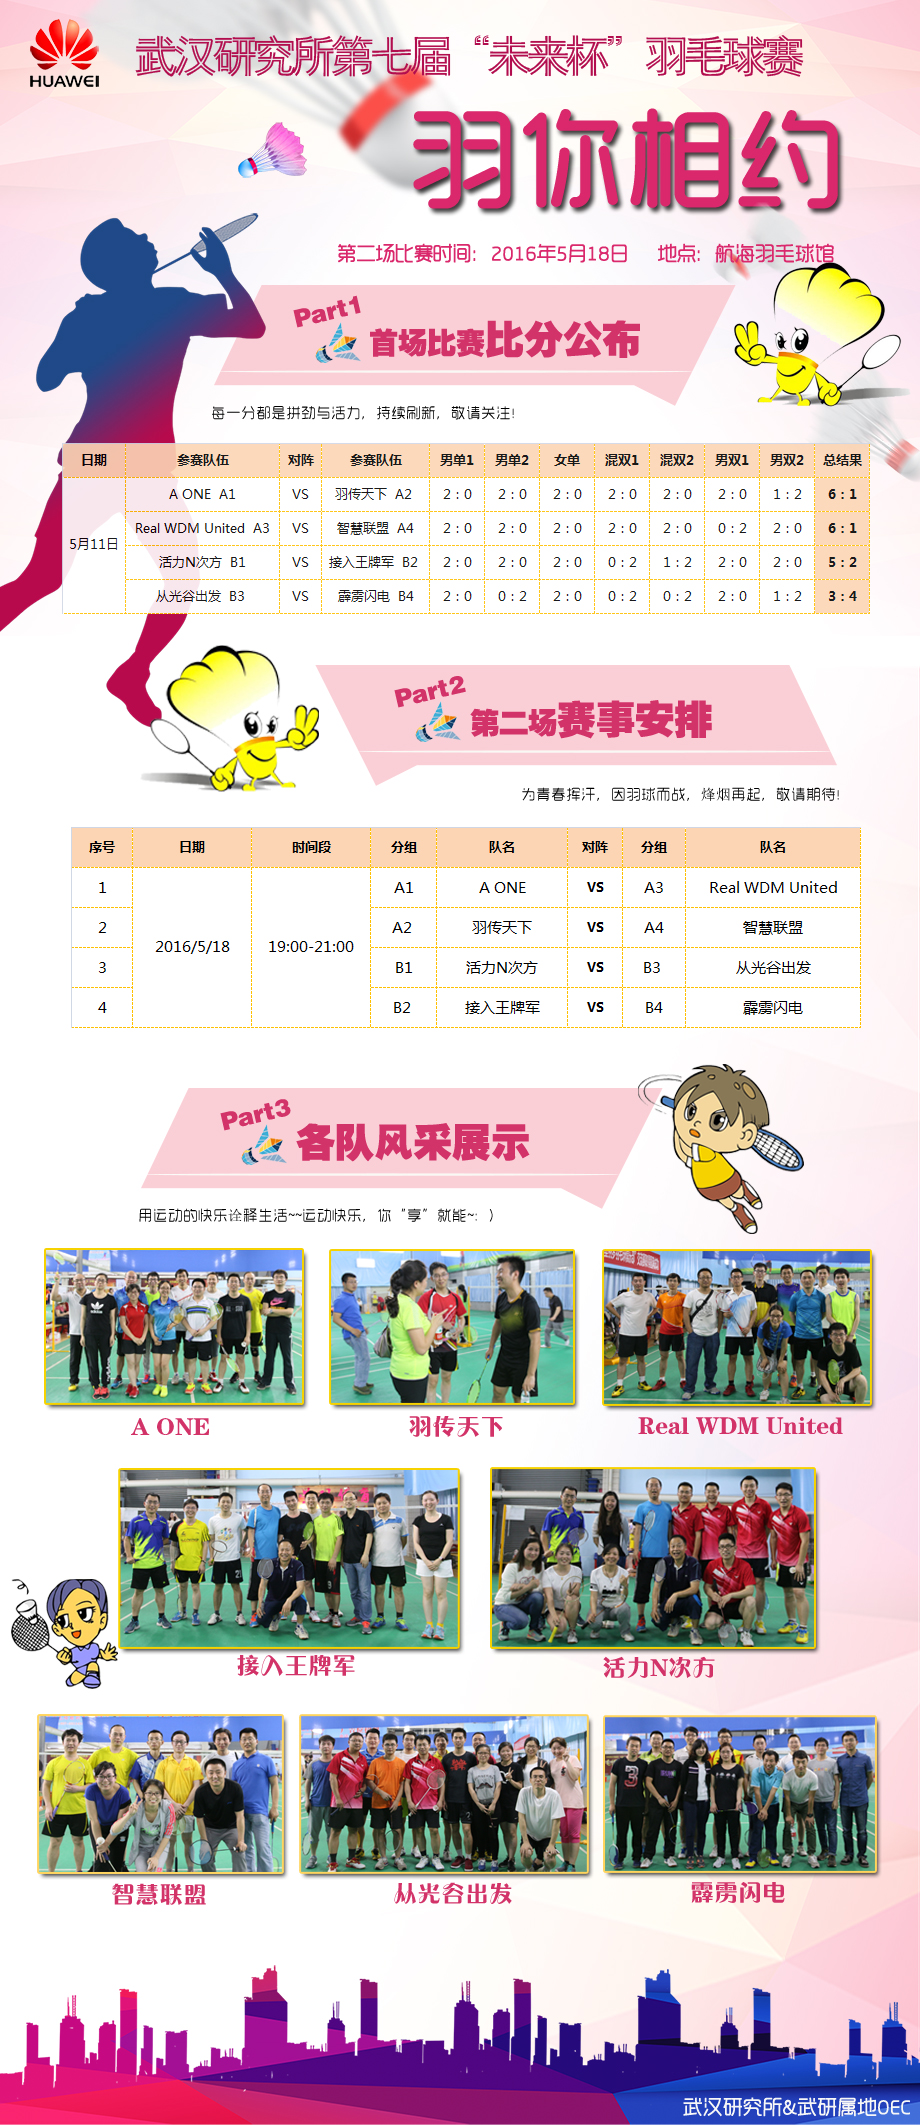 HUAWEI
武汉研究所第七届“未来杯”羽毛球赛
羽你相约
第二场比赛时间: 2016年5月18日 地点: 航海羽毛球馆
Part1
首场比赛比分公布
每一分都是拼劲与活力, 持续刷新, 敬请关注!
日期 参赛队伍 对阵 参赛队伍 男单1 男单2 女单 混双1 混双2 男双1 男双2 总结果
A ONE A1 VS 羽传天下 A2 2:0 2:0 2:0 2:0 2:0 2:0 1:2 6:1
Real WDM United A3 VS 智慧联盟 A4 2:0 2:0 2:0 2:0 2:0 0:2 2:0 6:1
5月11日
活力N次方 B1 VS 接入王牌军 B2 2:0 2:0 2:0 0:2 1:2 2:0 2:0 5:2
从光谷出发 B3 VS 霹雳闪电 B4 2:0 0:2 2:0 0:2 0:2 2:0 1:2 3:4
Part2
第二场赛事安排
为青春挥汗, 因羽球而战, 烽烟再起, 敬请期待!
序号 日期 时间段 分组 队名 对阵 分组 队名
1 A1 A ONE VS A3 Real WDM United
2 A2 羽传天下 VS A4 智慧联盟
2016/5/18 19:00-21:00
3 B1 活力N次方 VS B3 从光谷出发
4 B2 接入王牌军 VS B4 霹雳闪电
Part3
各队风采展示
用运动的快乐诠释生活~~运动快乐, 你“享”就能~: )
A ONE 羽传天下 Real WDM United
接入王牌军 活力N次方
智慧联盟 从光谷出发 霹雳闪电
武汉研究所&武研属地OEC